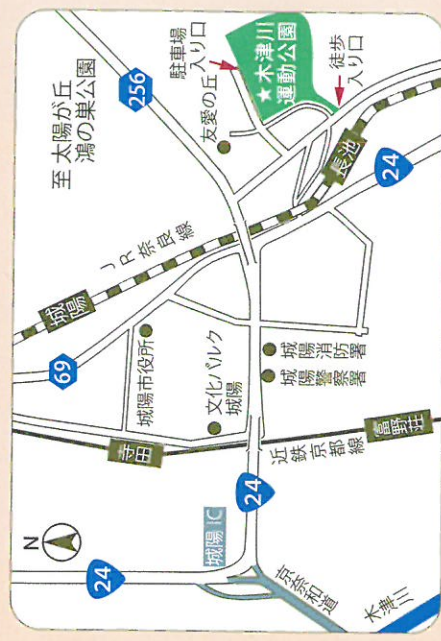 N
24
69
256
至 太陽が丘
鴻の巣公園
駐車場
入り口
★木津川
運動公園
徒歩
入り口
友愛の丘
城陽
JR奈良線
長池
24
城陽市役所
文化パルク
城陽
寺田
城陽消防署
城陽警察署
城陽 IC
24
近鉄京都線
富野荘
京奈和道
木津川